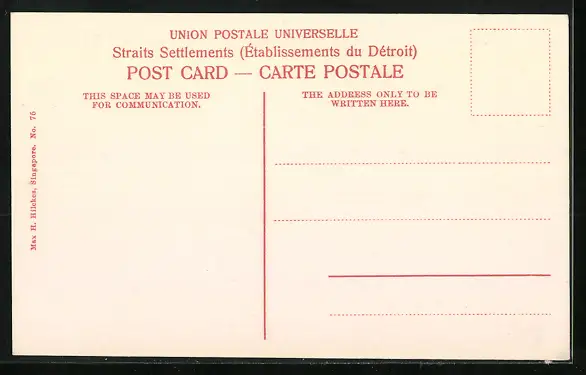 UNION POSTALE UNIVERSELLE
Straits Settlements (Établissements du Détroit)
POST CARD — CARTE POSTALE
THIS SPACE MAY BE USED
FOR COMMUNICATION.
THE ADDRESS ONLY TO BE
WRITTEN HERE.
Max H. Hilckes, Singapore. No. 75